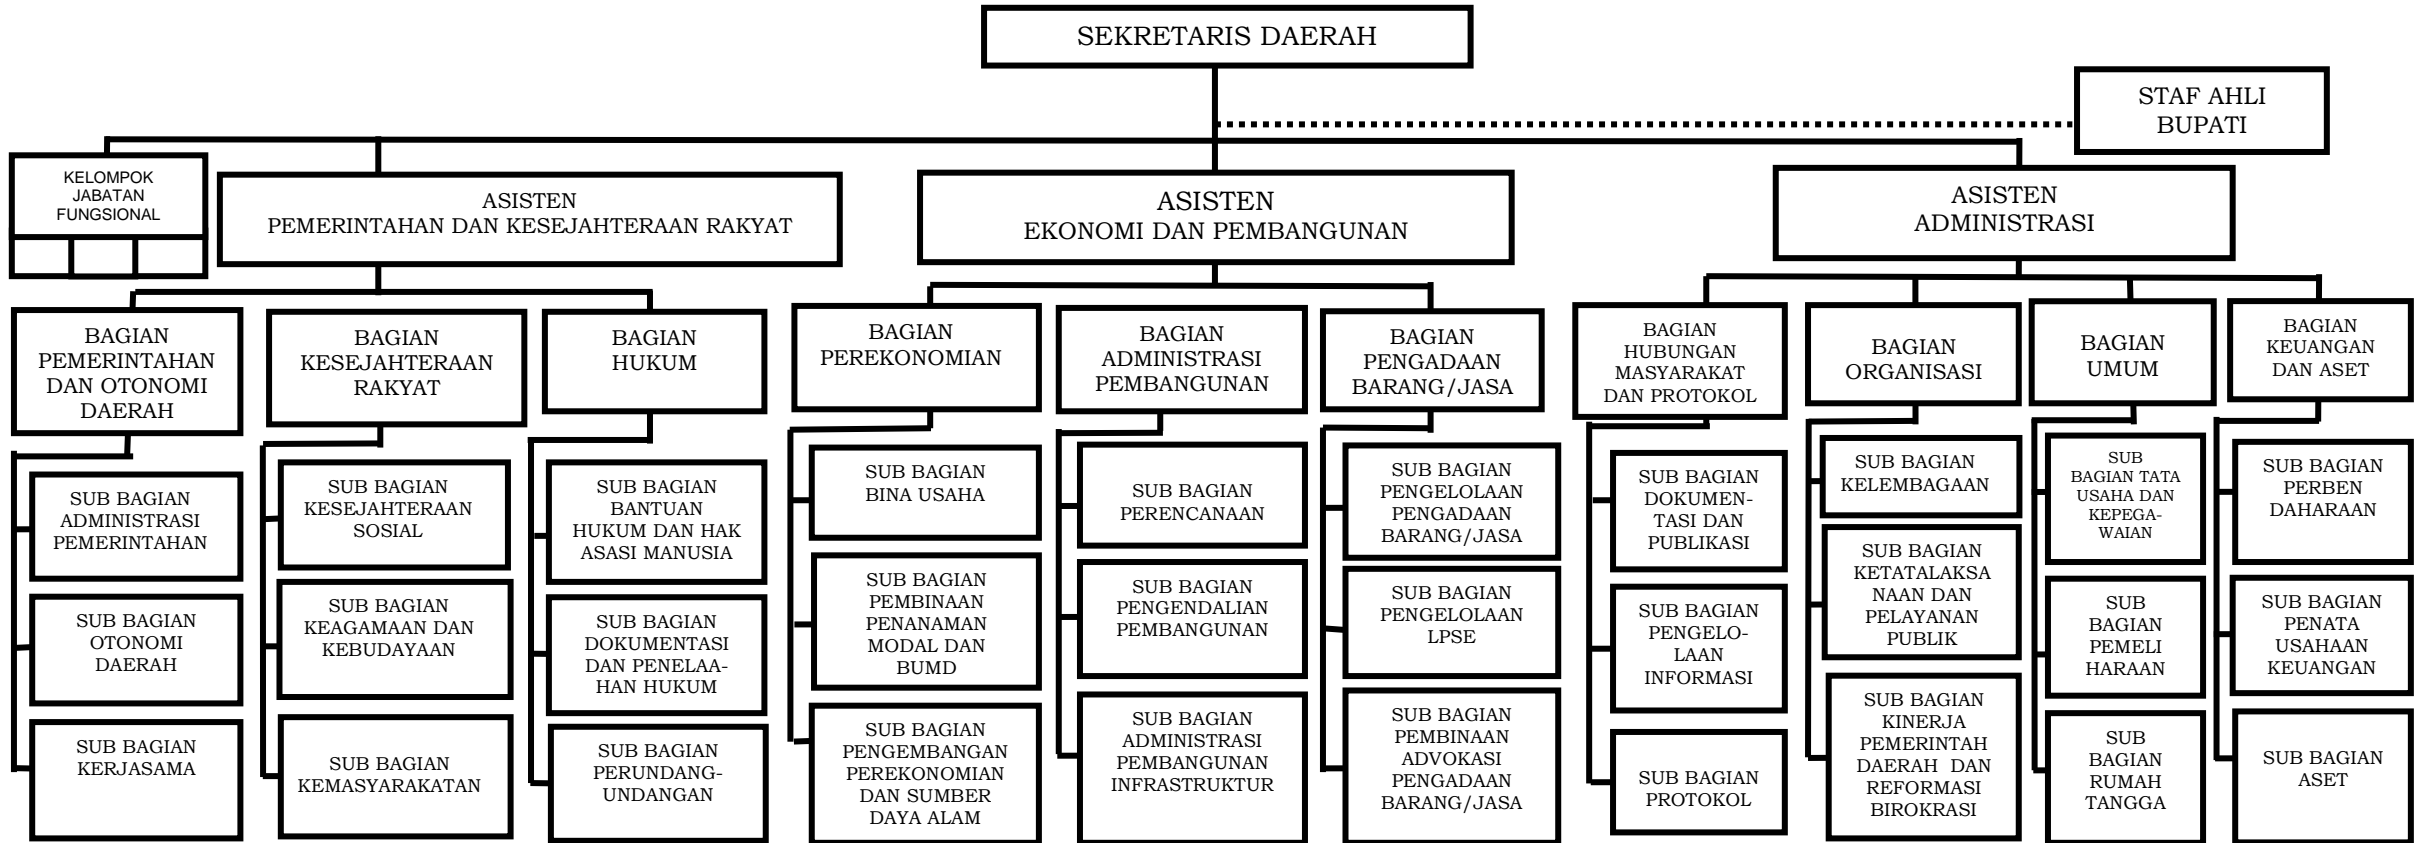 SEKRETARIS DAERAH
STAF AHLI
BUPATI
KELOMPOK
JABATAN
FUNGSIONAL
ASISTEN
PEMERINTAHAN DAN KESEJAHTERAAN RAKYAT
ASISTEN
EKONOMI DAN PEMBANGUNAN
ASISTEN
ADMINISTRASI
BAGIAN
PEMERINTAHAN
DAN OTONOMI
DAERAH
BAGIAN
KESEJAHTERAAN
RAKYAT
BAGIAN
HUKUM
BAGIAN
PEREKONOMIAN
BAGIAN
ADMINISTRASI
PEMBANGUNAN
BAGIAN
PENGADAAN
BARANG/JASA
BAGIAN
HUBUNGAN
MASYARAKAT
DAN PROTOKOL
BAGIAN
ORGANISASI
BAGIAN
UMUM
BAGIAN
KEUANGAN
DAN ASET
SUB BAGIAN
ADMINISTRASI
PEMERINTAHAN
SUB BAGIAN
KESEJAHTERAAN
SOSIAL
SUB BAGIAN
BANTUAN
HUKUM DAN HAK
ASASI MANUSIA
SUB BAGIAN
BINA USAHA
SUB BAGIAN
PERENCANAAN
SUB BAGIAN
PENGELOLAAN
PENGADAAN
BARANG/JASA
SUB BAGIAN
DOKUMEN-
TASI DAN
PUBLIKASI
SUB BAGIAN
KELEMBAGAAN
SUB
BAGIAN TATA
USAHA DAN
KEPEGA-
WAIAN
SUB BAGIAN
PERBEN
DAHARAAN
SUB BAGIAN
OTONOMI
DAERAH
SUB BAGIAN
KEAGAMAAN DAN
KEBUDAYAAN
SUB BAGIAN
DOKUMENTASI
DAN PENELAA-
HAN HUKUM
SUB BAGIAN
PEMBINAAN
PENANAMAN
MODAL DAN
BUMD
SUB BAGIAN
PENGENDALIAN
PEMBANGUNAN
SUB BAGIAN
PENGELOLAAN
LPSE
SUB BAGIAN
PENGELO-
LAAN
INFORMASI
SUB BAGIAN
KETATALAKSA
NAAN DAN
PELAYANAN
PUBLIK
SUB
BAGIAN
PEMELI
HARAAN
SUB BAGIAN
PENATA
USAHAAN
KEUANGAN
SUB BAGIAN
KERJASAMA
SUB BAGIAN
KEMASYARAKATAN
SUB BAGIAN
PERUNDANG-
UNDANGAN
SUB BAGIAN
PENGEMBANGAN
PEREKONOMIAN
DAN SUMBER
DAYA ALAM
SUB BAGIAN
ADMINISTRASI
PEMBANGUNAN
INFRASTRUKTUR
SUB BAGIAN
PEMBINAAN
ADVOKASI
PENGADAAN
BARANG/JASA
SUB BAGIAN
PROTOKOL
SUB BAGIAN
KINERJA
PEMERINTAH
DAERAH DAN
REFORMASI
BIROKRASI
SUB
BAGIAN
RUMAH
TANGGA
SUB BAGIAN
ASET